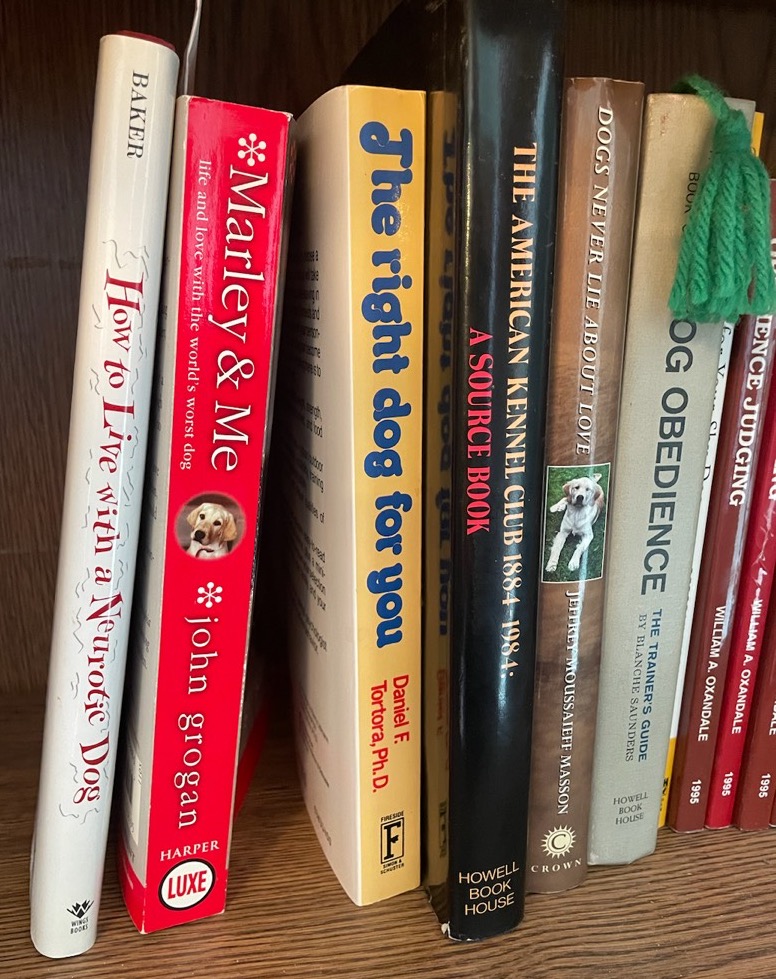 BAKER
How to Live with a Neurotic Dog
WINGS
BOOKS
*Marley & Me
life and love with the world's worst dog
*john grogan
HARPER
LUXE
The right dog for you
Daniel F.
Tortora, Ph.D.
FIRESIDE
F
SIMON &
SCHUSTER
THE AMERICAN KENNEL CLUB 1884-1984:
A SOURCE BOOK
HOWELL
BOOK
HOUSE
DOGS NEVER LIE ABOUT LOVE
JEFFREY MOUSSAIEFF MASSON
C
CROWN
OG OBEDIENCE
THE TRAINER'S GUIDE
BY BLANCHE SAUNDERS
HOWELL
BOOK
HOUSE
IENCE JUDGING
WILLIAM A. OXANDALE
1995
WILLIAM A. OXANDALE
1995
1995